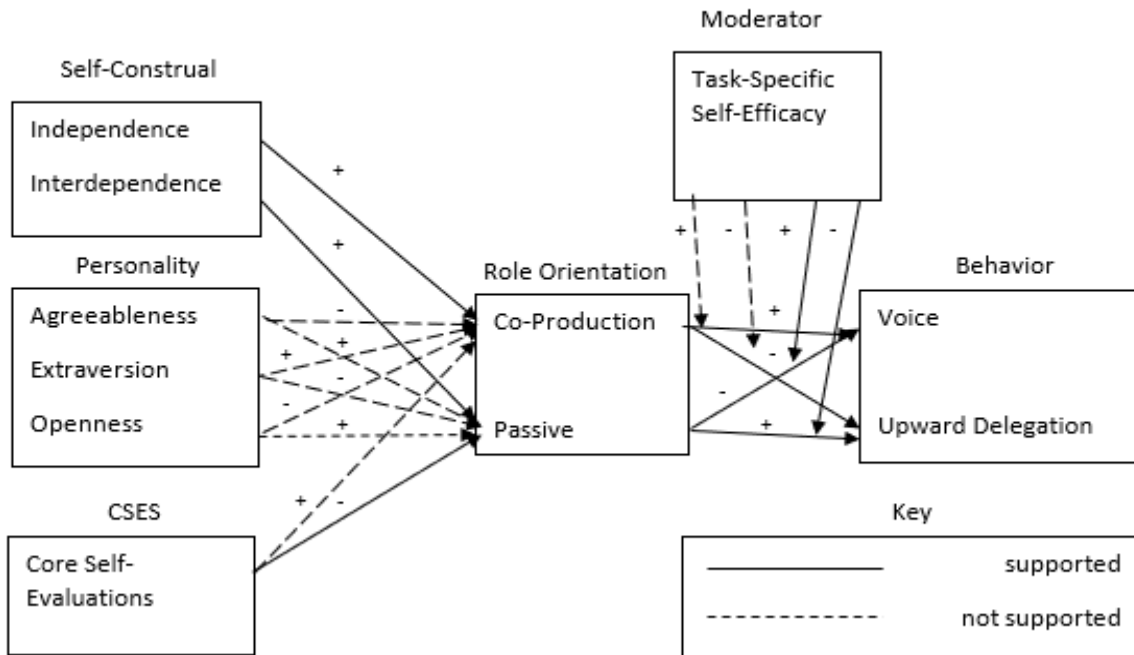 Moderator
Self-Construal
Task-Specific
Self-Efficacy
Independence
Interdependence
+
+
+ - + -
Personality
Role Orientation
Behavior
Agreeableness
Extraversion
Openness
-
+
+
-
-
+
Co-Production
Passive
+
-
-
+
Voice
Upward Delegation
CSES
+ -
Core Self-
Evaluations
Key
supported
not supported